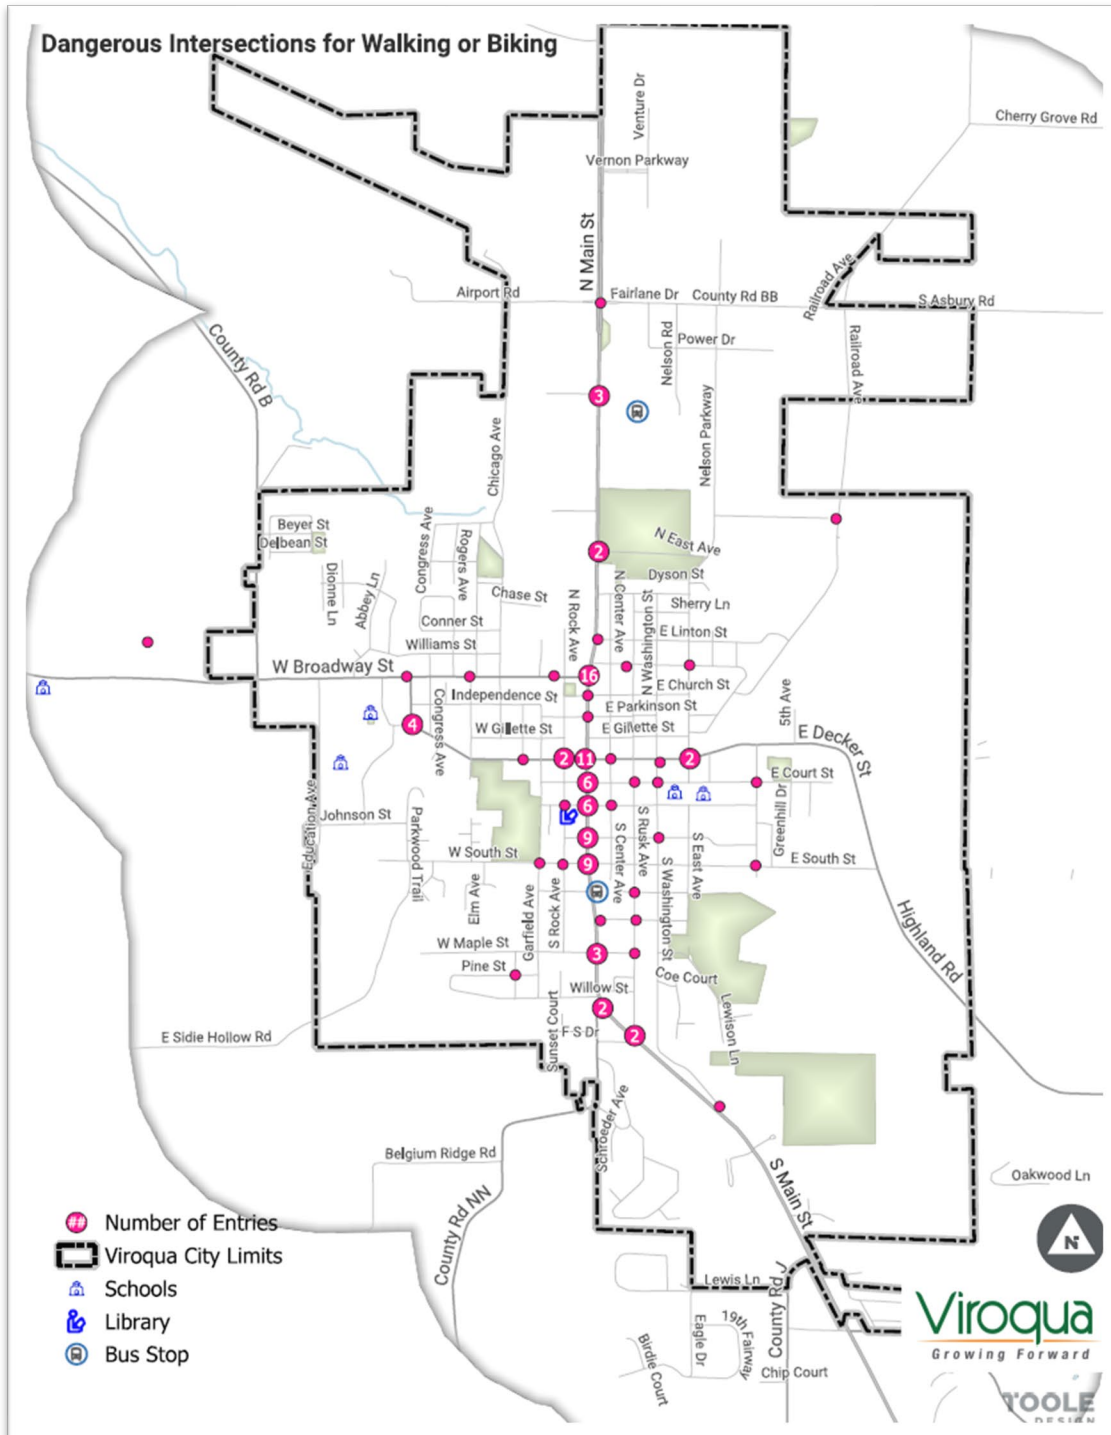 Dangerous Intersections for Walking or Biking
Venture Dr
Cherry Grove Rd
Vernon Parkway
N Main St
Railroad Ave
Airport Rd
Fairlane Dr
County Rd BB
S Asbury Rd
County Rd B
Nelson Rd
Power Dr
Railroad Ave
3
Nelson Parkway
Chicago Ave
Beyer St
Delbean St
Congress Ave
Rogers Ave
N East Ave
2
Dionne Ln
Abbey Ln
Chase St
N Rock Ave
N Center Ave
Dyson St
N Washington St
Sherry Ln
Conner St
E Linton St
Williams St
W Broadway St
16
Independence St
E Church St
Congress Ave
E Parkinson St
5th Ave
4
W Gillette St
E Gillette St
E Decker St
2
11
2
6
E Court St
6
Greenhill Dr
Education Ave
Johnson St
Parkwood Trail
S Rusk Ave
9
S Center Ave
S East Ave
W South St
9
E South St
Elm Ave
Garfield Ave
S Rock Ave
S Washington St
Highland Rd
W Maple St
3
Pine St
Coe Court
Willow St
2
Lewison Ln
E Sidie Hollow Rd
Sunset Court
F S Dr
2
Schroeder Ave
Belgium Ridge Rd
S Main St
Oakwood Ln
County Rd NN
N
## Number of Entries
Viroqua City Limits
Schools
Library
Bus Stop
Lewis Ln
County Rd J
Eagle Dr
19th Fairway
Birdie Court
Chip Court
Viroqua
Growing Forward
TOOLE
DESIGN